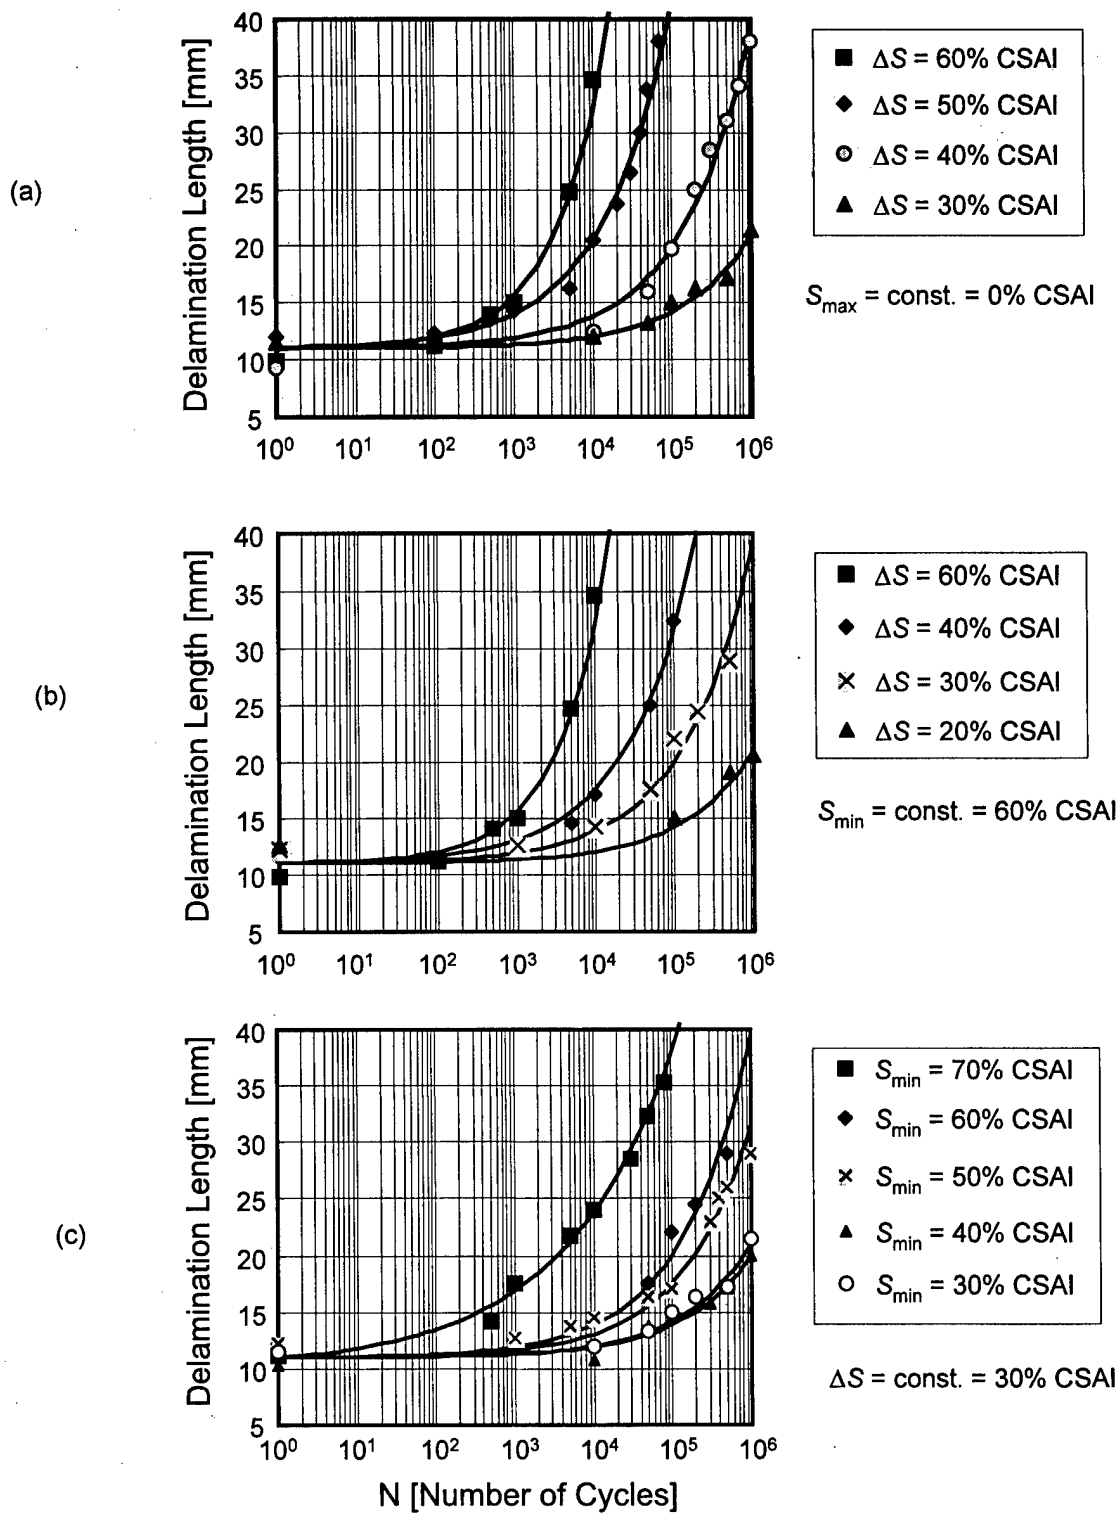 (a)
Delamination Length [mm]
40
35
30
25
20
15
10
5
10⁰ 10¹ 10² 10³ 10⁴ 10⁵ 10⁶
ΔS = 60% CSAI
ΔS = 50% CSAI
ΔS = 40% CSAI
ΔS = 30% CSAI
Smax = const. = 0% CSAI
(b)
Delamination Length [mm]
40
35
30
25
20
15
10
5
10⁰ 10¹ 10² 10³ 10⁴ 10⁵ 10⁶
ΔS = 60% CSAI
ΔS = 40% CSAI
ΔS = 30% CSAI
ΔS = 20% CSAI
Smin = const. = 60% CSAI
(c)
Delamination Length [mm]
40
35
30
25
20
15
10
5
10⁰ 10¹ 10² 10³ 10⁴ 10⁵ 10⁶
N [Number of Cycles]
Smin = 70% CSAI
Smin = 60% CSAI
Smin = 50% CSAI
Smin = 40% CSAI
Smin = 30% CSAI
ΔS = const. = 30% CSAI